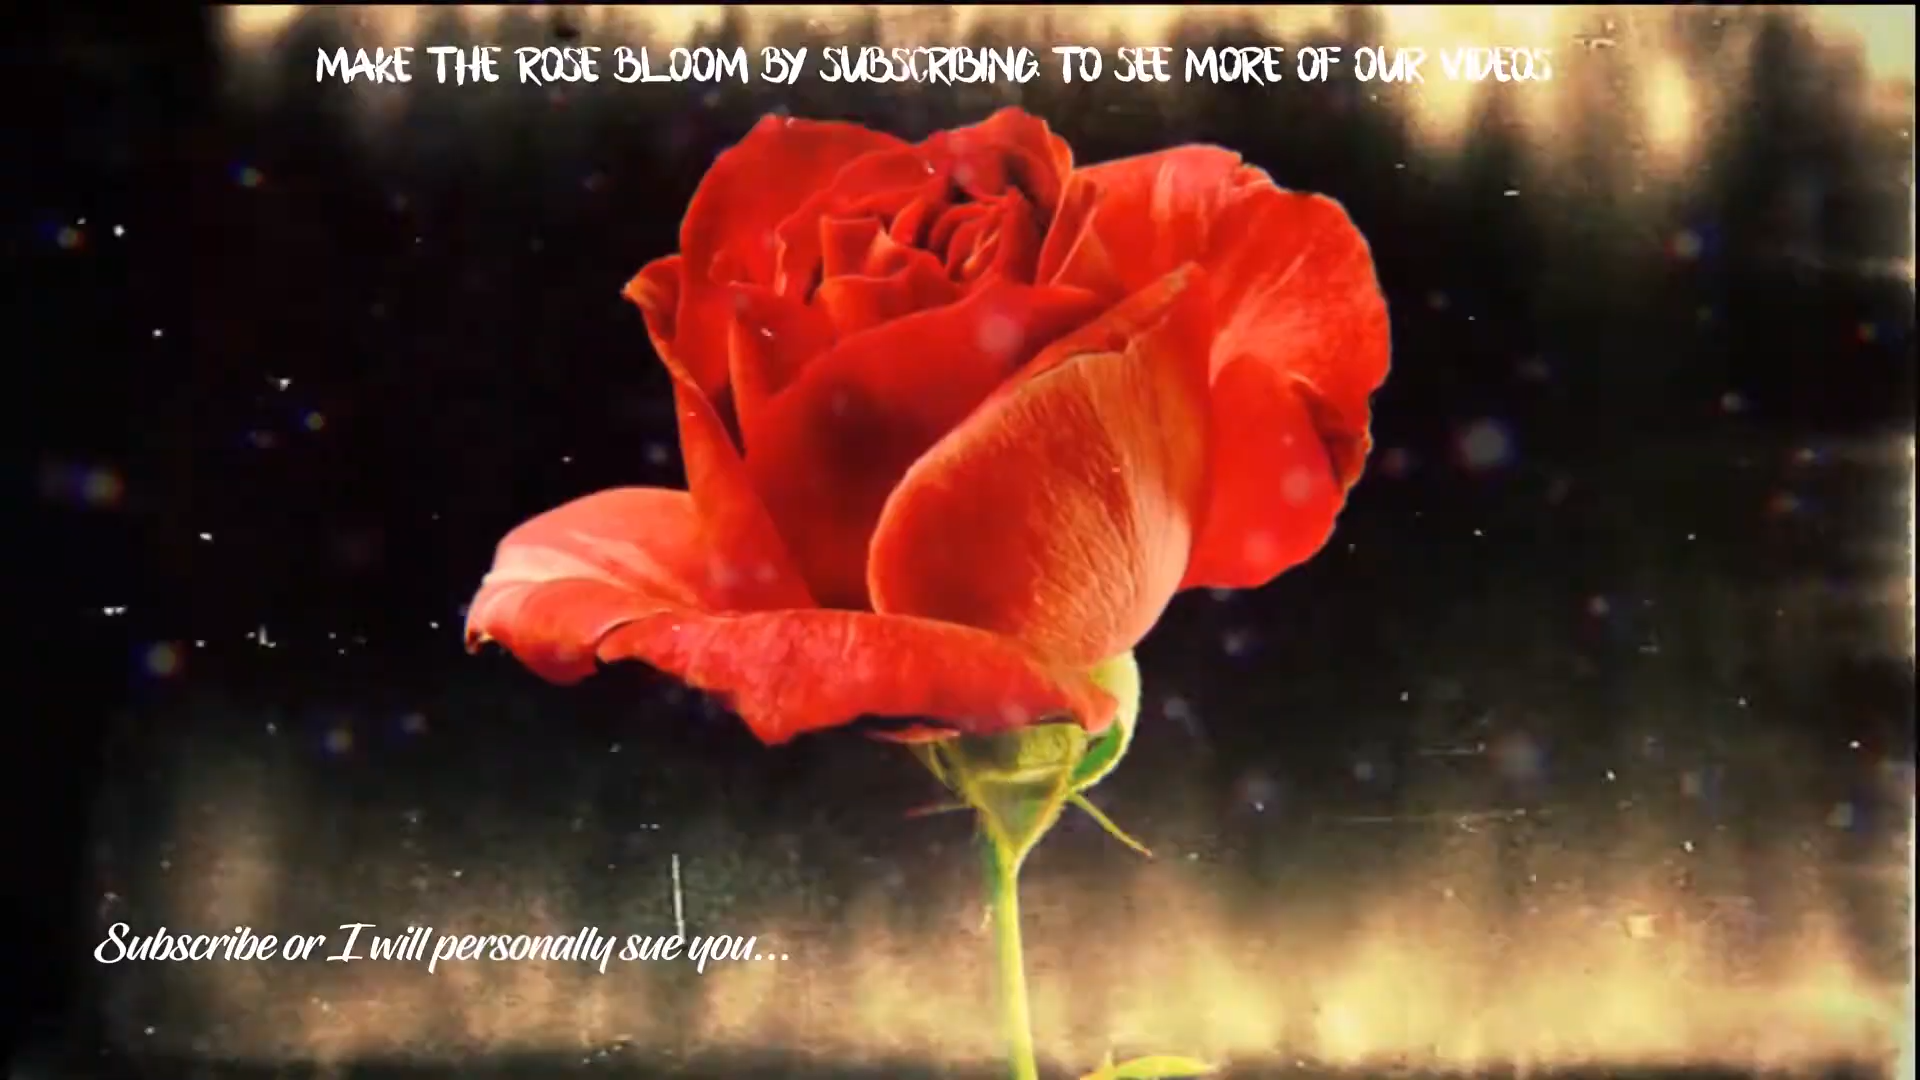 MAKE THE ROSE BLOOM BY SUBSCRIBING TO SEE MORE OF OUR VIDEOS
Subscribe or I will personally sue you...